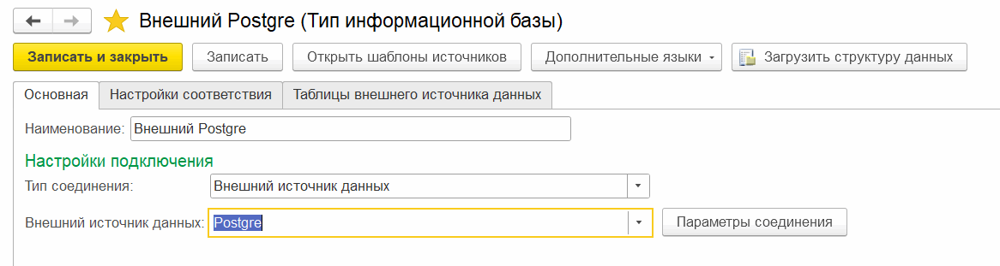 Внешний Postgre (Тип информационной базы)
Записать и закрыть Записать Открыть шаблоны источников Дополнительные языки Загрузить структуру данных
Основная Настройки соответствия Таблицы внешнего источника данных
Наименование: Внешний Postgre
Настройки подключения
Тип соединения: Внешний источник данных
Внешний источник данных: Postgre Параметры соединения